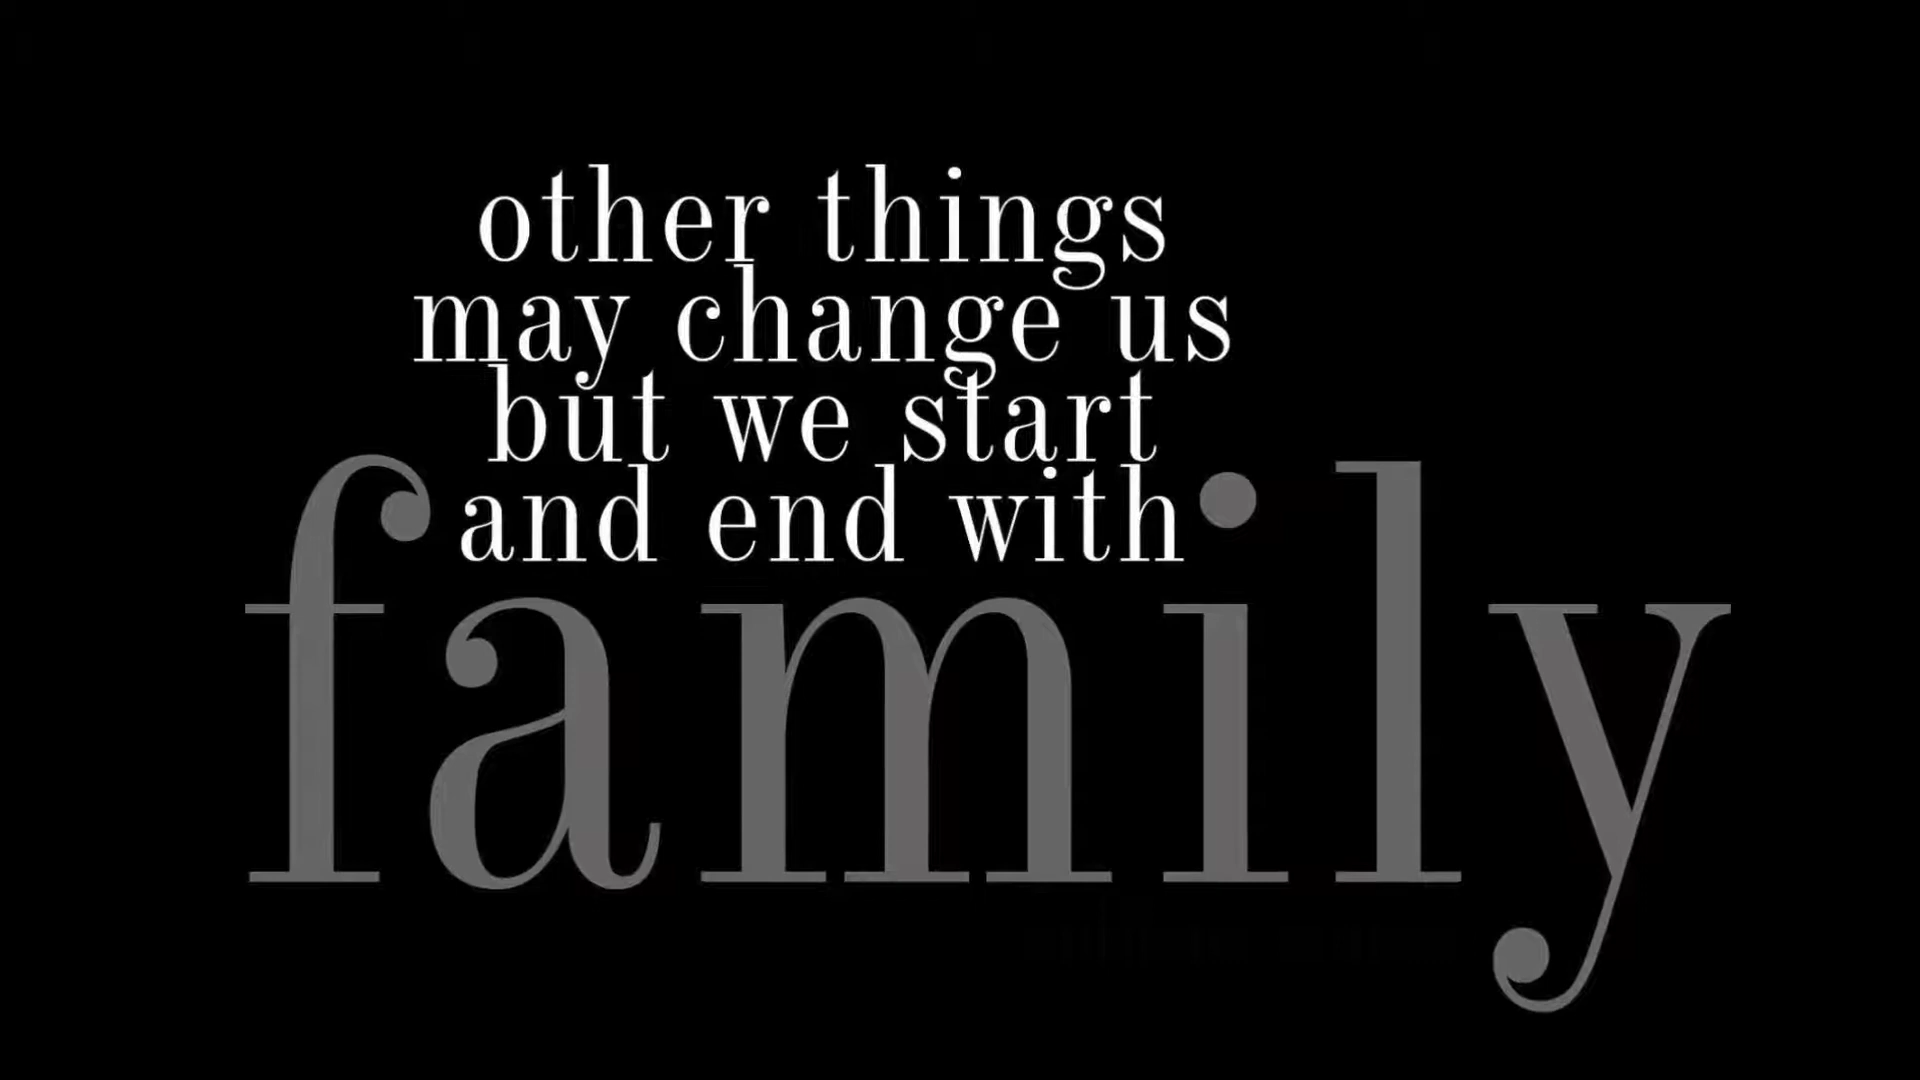 other things
may change us
but we start
and end with
family